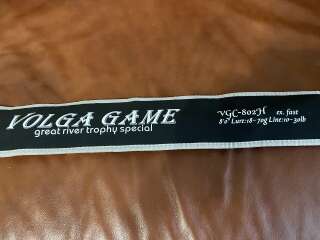 VOLGA GAME
great river trophy special
VGC-802H ex. fast
8'0" Lure:18-70g Line:10-30lb